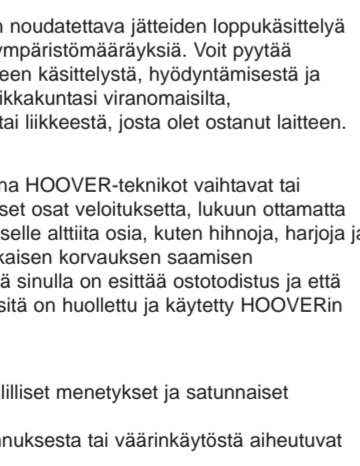 noudatettava jätteiden loppukäsittelyä
ympäristömääräyksiä. Voit pyytää
een käsittelystä, hyödyntämisestä ja
ikkakuntasi viranomaisilta,
tai liikkeestä, josta olet ostanut laitteen.
na HOOVER-teknikot vaihtavat tai
set osat veloituksetta, lukuun ottamatta
selle alttiita osia, kuten hihnoja, harjoja ja
kaisen korvauksen saamisen
ä sinulla on esittää ostotodistus ja että
sitä on huollettu ja käytetty HOOVERin
lilliset menetykset ja satunnaiset
nuksesta tai väärinkäytöstä aiheutuvat